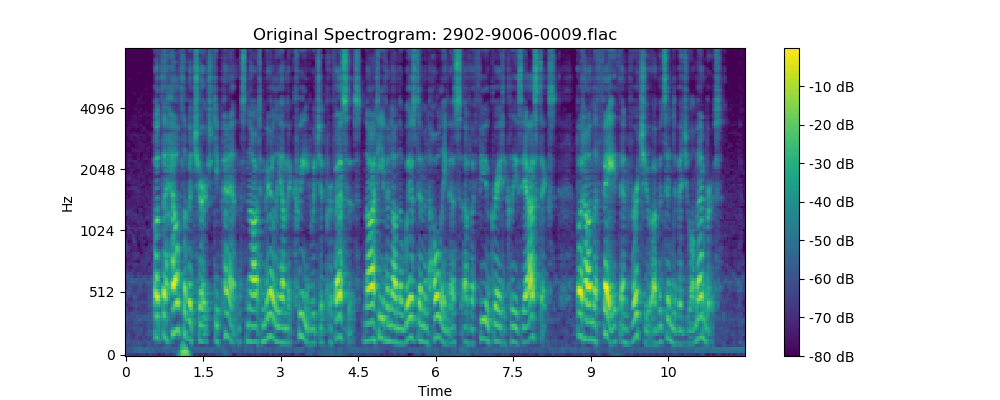 Original Spectrogram: 2902-9006-0009.flac
Hz
4096
2048
1024
512
0
0 1.5 3 4.5 6 7.5 9 10
Time
-10 dB
-20 dB
-30 dB
-40 dB
-50 dB
-60 dB
-70 dB
-80 dB